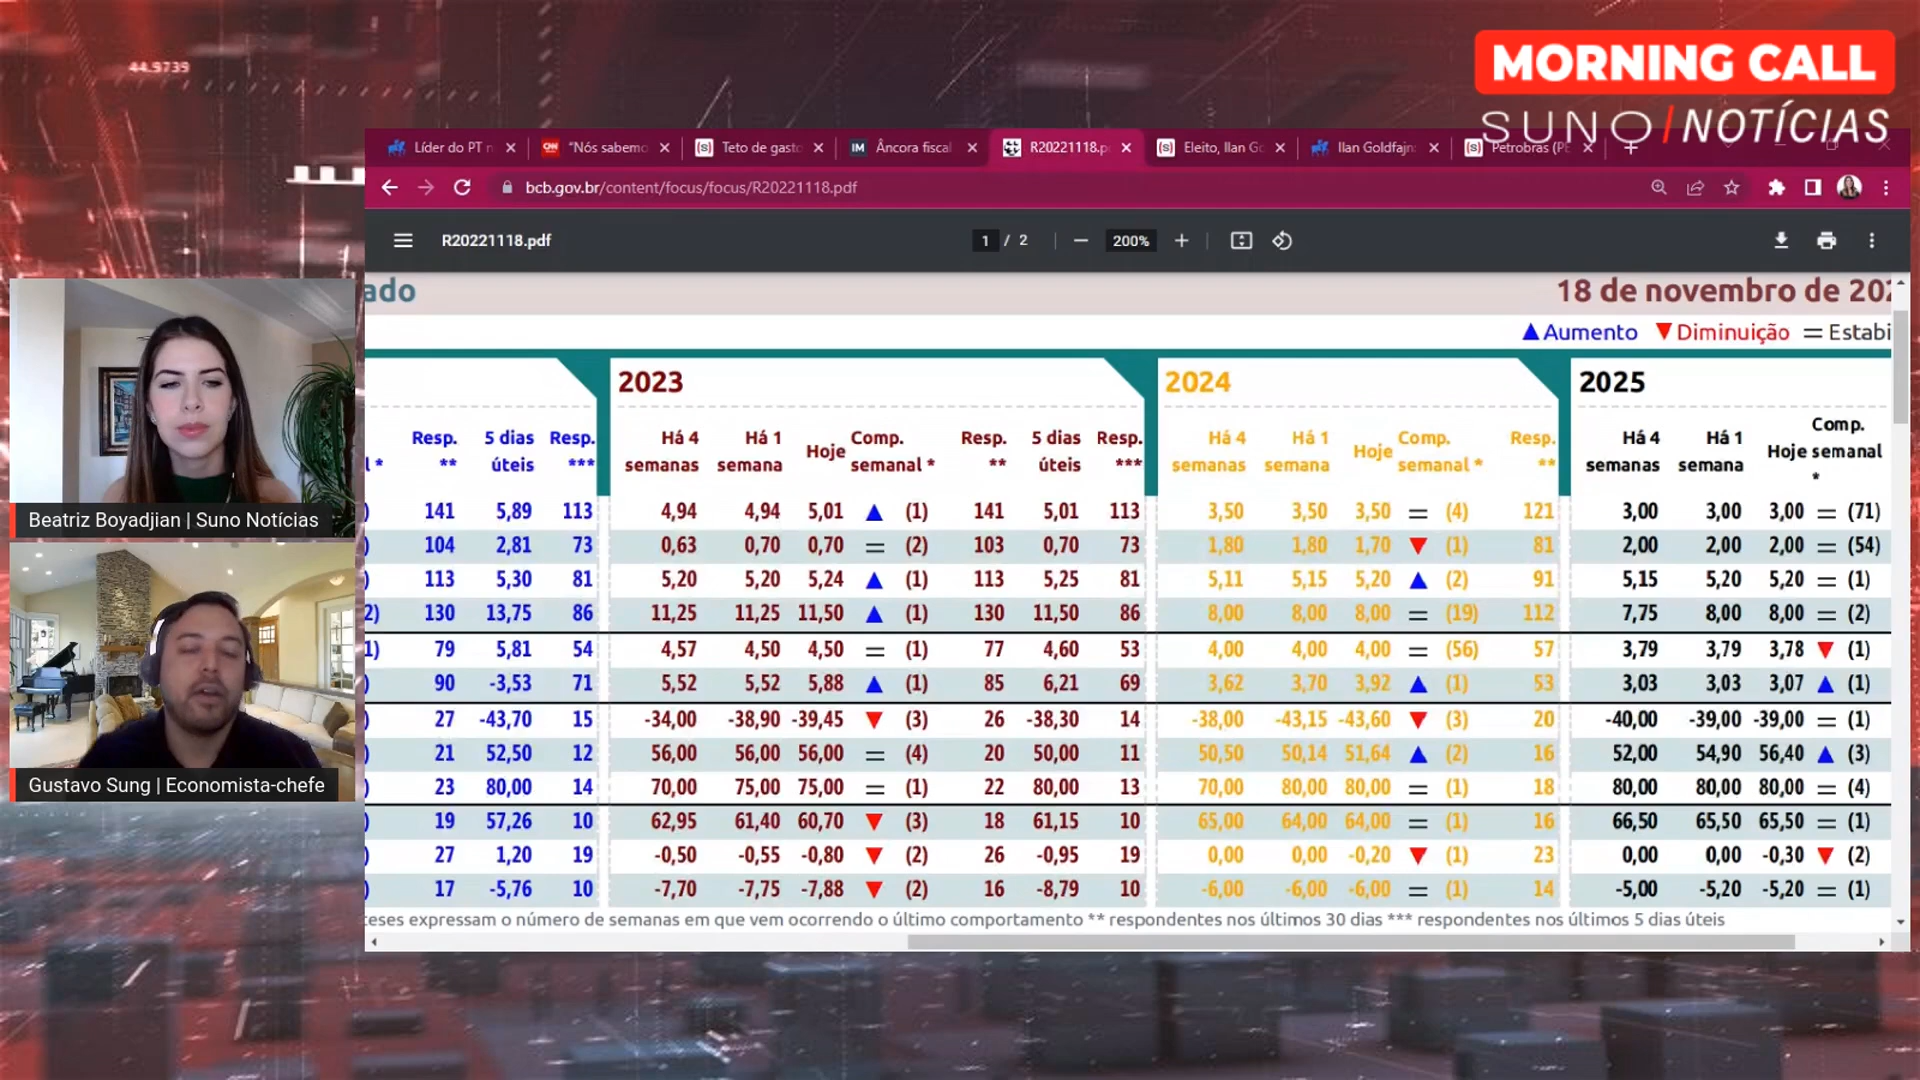 44.9739
MORNING CALL
SUNO/NOTÍCIAS
Líder do PT n
"Nós sabemo
Teto de gasto
Âncora fiscal
R20221118.p
Eleito, Ilan G
Ilan Goldfajn
Petrobras (PE
bcb.gov.br/content/focus/focus/R20221118.pdf
R20221118.pdf
1 / 2
200%
ado
18 de novembro de 202
▲ Aumento ▼ Diminuição = Estabi
2023 2024 2025
l * Resp. ** 5 dias úteis Resp. *** Há 4 semanas Há 1 semana Hoje Comp. semanal * Resp. ** 5 dias úteis Resp. *** Há 4 semanas Há 1 semana Hoje Comp. semanal * Resp. ** Há 4 semanas Há 1 semana Hoje Comp. semanal *
) 141 5,89 113 4,94 4,94 5,01 ▲ (1) 141 5,01 113 3,50 3,50 3,50 = (4) 121 3,00 3,00 3,00 = (71)
) 104 2,81 73 0,63 0,70 0,70 = (2) 103 0,70 73 1,80 1,80 1,70 ▼ (1) 81 2,00 2,00 2,00 = (54)
) 113 5,30 81 5,20 5,20 5,24 ▲ (1) 113 5,25 81 5,11 5,15 5,20 ▲ (2) 91 5,15 5,20 5,20 = (1)
2) 130 13,75 86 11,25 11,25 11,50 ▲ (1) 130 11,50 86 8,00 8,00 8,00 = (19) 112 7,75 8,00 8,00 = (2)
1) 79 5,81 54 4,57 4,50 4,50 = (1) 77 4,60 53 4,00 4,00 4,00 = (56) 57 3,79 3,79 3,78 ▼ (1)
) 90 -3,53 71 5,52 5,52 5,88 ▲ (1) 85 6,21 69 3,62 3,70 3,92 ▲ (1) 53 3,03 3,03 3,07 ▲ (1)
) 27 -43,70 15 -34,00 -38,90 -39,45 ▼ (3) 26 -38,30 14 -38,00 -43,15 -43,60 ▼ (3) 20 -40,00 -39,00 -39,00 = (1)
) 21 52,50 12 56,00 56,00 56,00 = (4) 20 50,00 11 50,50 50,14 51,64 ▲ (2) 16 52,00 54,90 56,40 ▲ (3)
) 23 80,00 14 70,00 75,00 75,00 = (1) 22 80,00 13 70,00 80,00 80,00 = (1) 18 80,00 80,00 80,00 = (4)
) 19 57,26 10 62,95 61,40 60,70 ▼ (3) 18 61,15 10 65,00 64,00 64,00 = (1) 16 66,50 65,50 65,50 = (1)
) 27 1,20 19 -0,50 -0,55 -0,80 ▼ (2) 26 -0,95 19 0,00 0,00 -0,20 ▼ (1) 23 0,00 0,00 -0,30 ▼ (2)
) 17 -5,76 10 -7,70 -7,75 -7,88 ▼ (2) 16 -8,79 10 -6,00 -6,00 -6,00 = (1) 14 -5,00 -5,20 -5,20 = (1)
teses expressam o número de semanas em que vem ocorrendo o último comportamento ** respondentes nos últimos 30 dias *** respondentes nos últimos 5 dias úteis
Beatriz Boyadjian | Suno Notícias
Gustavo Sung | Economista-chefe